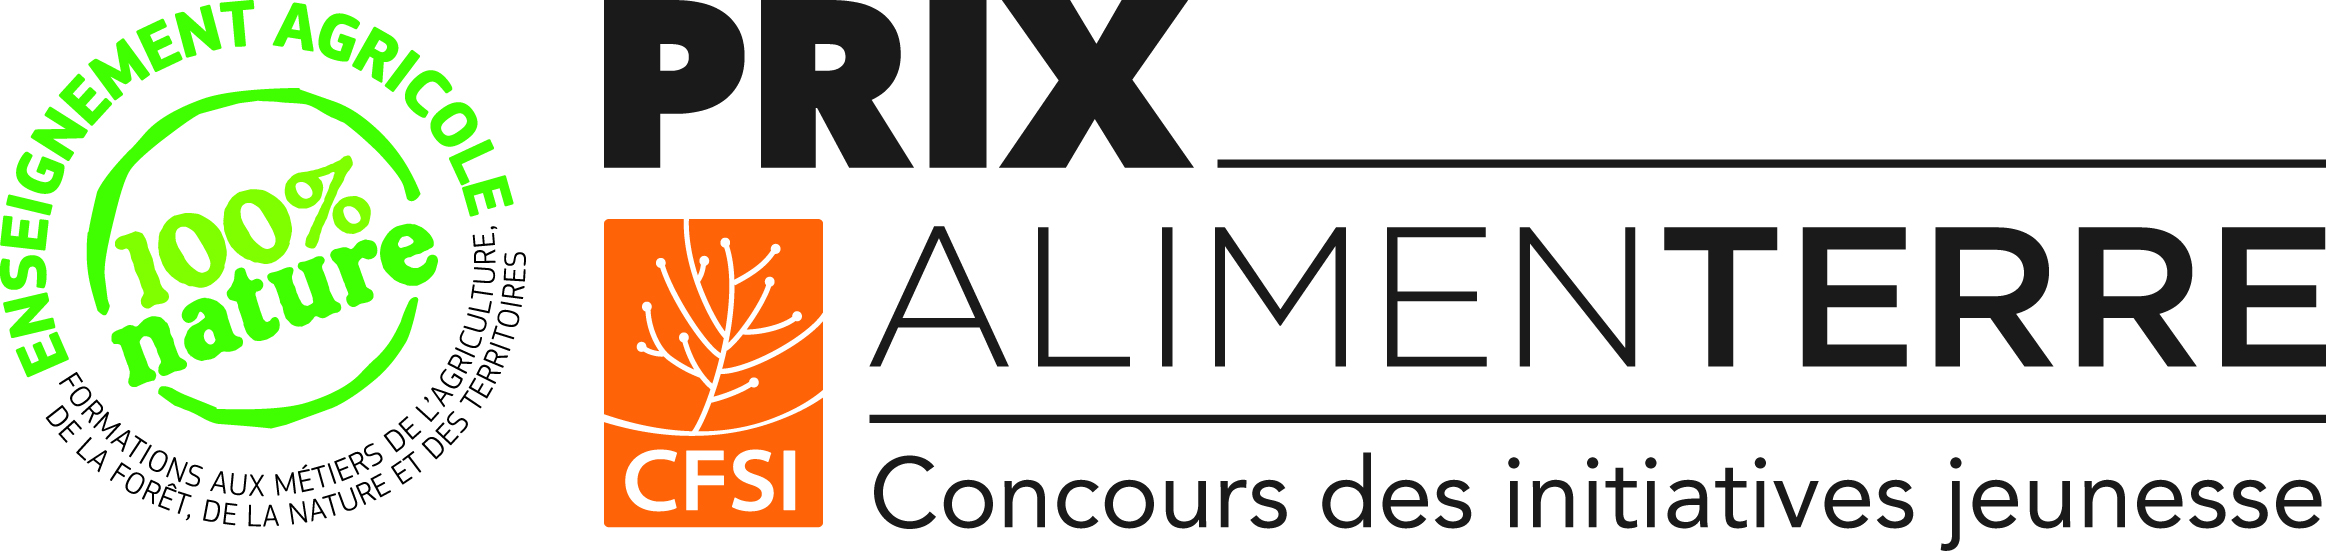 ENSEIGNEMENT AGRICOLE
100%
nature
FORMATIONS AUX MÉTIERS DE L'AGRICULTURE,
DE LA FORÊT, DE LA NATURE ET DES TERRITOIRES
PRIX
ALIMENTERRE
CFSI
Concours des initiatives jeunesse